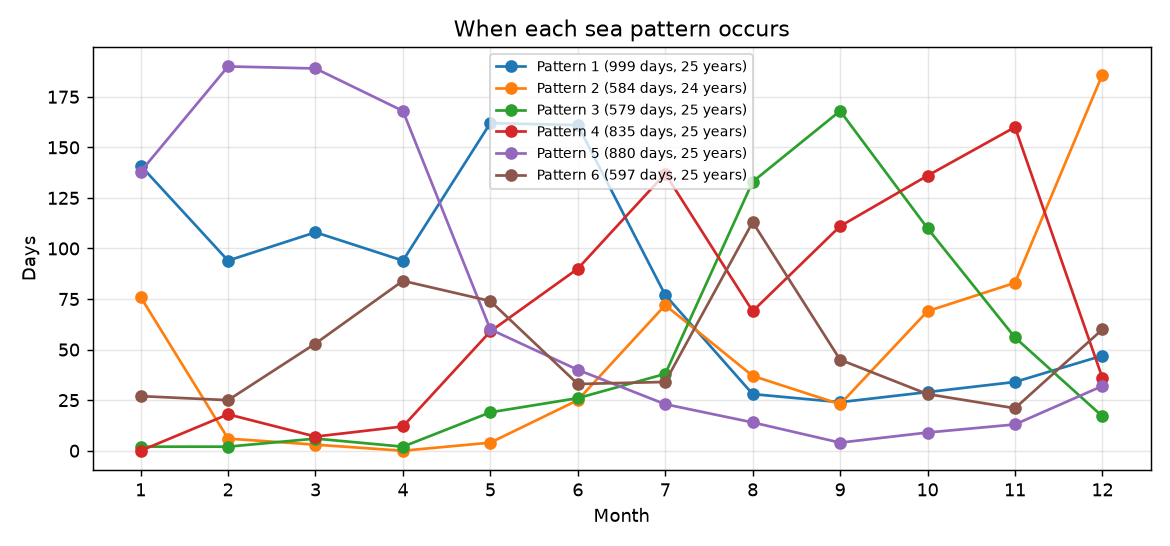 When each sea pattern occurs
Pattern 1 (999 days, 25 years)
Pattern 2 (584 days, 24 years)
Pattern 3 (579 days, 25 years)
Pattern 4 (835 days, 25 years)
Pattern 5 (880 days, 25 years)
Pattern 6 (597 days, 25 years)
Days
175
150
125
100
75
50
25
0
1 2 3 4 5 6 7 8 9 10 11 12
Month